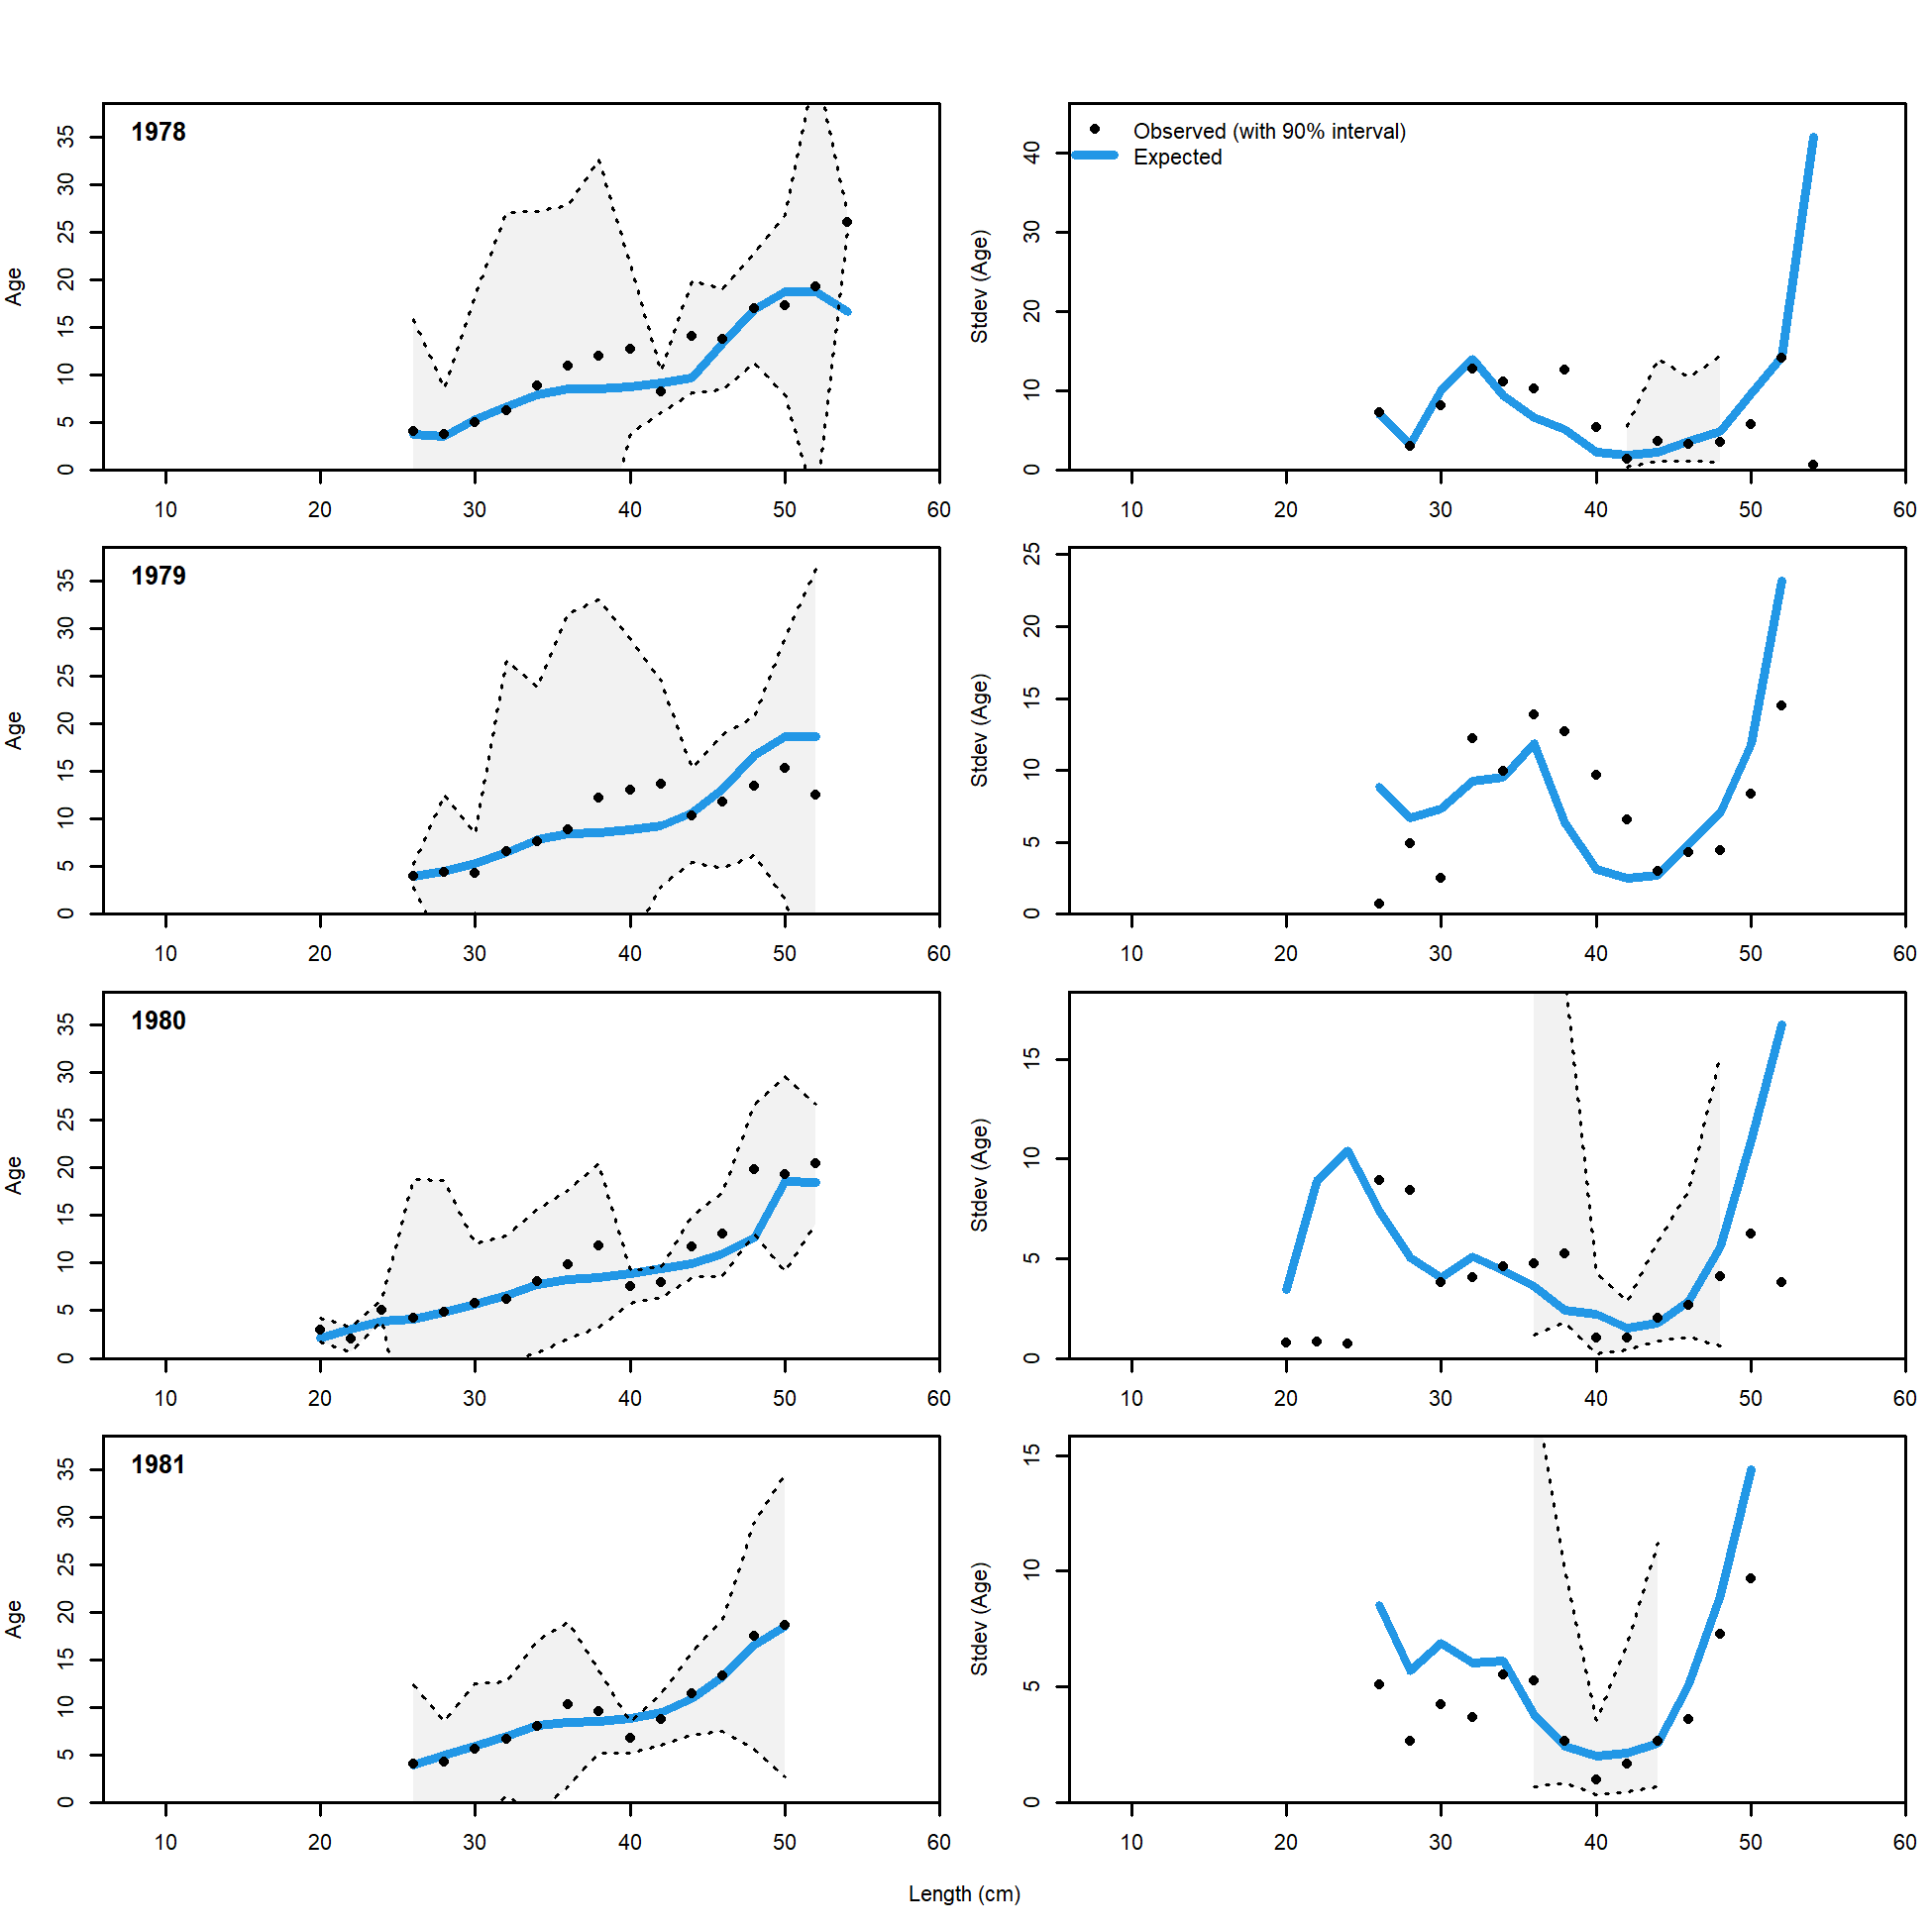 1978
Age
0 5 10 15 20 25 30 35
10 20 30 40 50 60
Observed (with 90% interval)
Expected
Stdev (Age)
0 10 20 30 40
10 20 30 40 50 60
1979
Age
0 5 10 15 20 25 30 35
10 20 30 40 50 60
Stdev (Age)
0 5 10 15 20 25
10 20 30 40 50 60
1980
Age
0 5 10 15 20 25 30 35
10 20 30 40 50 60
Stdev (Age)
0 5 10 15
10 20 30 40 50 60
1981
Age
0 5 10 15 20 25 30 35
10 20 30 40 50 60
Stdev (Age)
0 5 10 15
10 20 30 40 50 60
Length (cm)